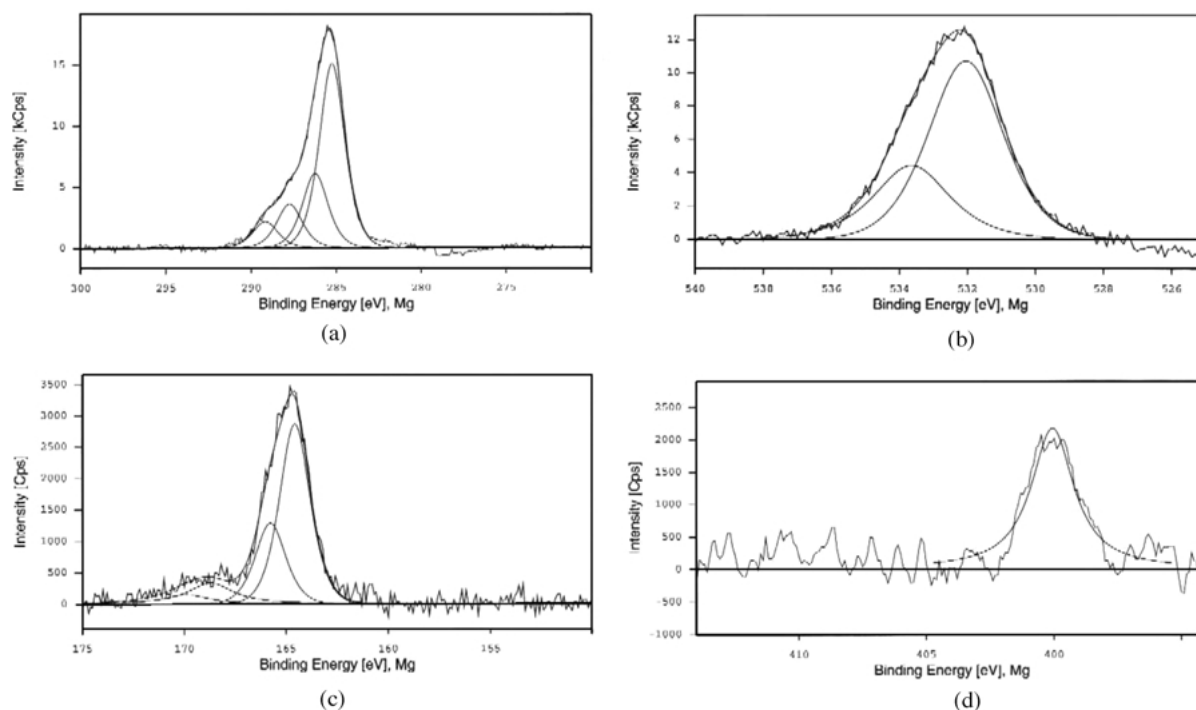 Intensity [kCps]
15
10
5
0
300 295 290 285 280 275
Binding Energy [eV], Mg
(a)
Intensity [kCps]
12
10
8
6
4
2
0
540 538 536 534 532 530 528 526
Binding Energy [eV], Mg
(b)
Intensity [Cps]
3500
3000
2500
2000
1500
1000
500
0
175 170 165 160 155
Binding Energy [eV], Mg
(c)
Intensity [Cps]
2500
2000
1500
1000
500
0
-500
-1000
410 405 400
Binding Energy [eV], Mg
(d)